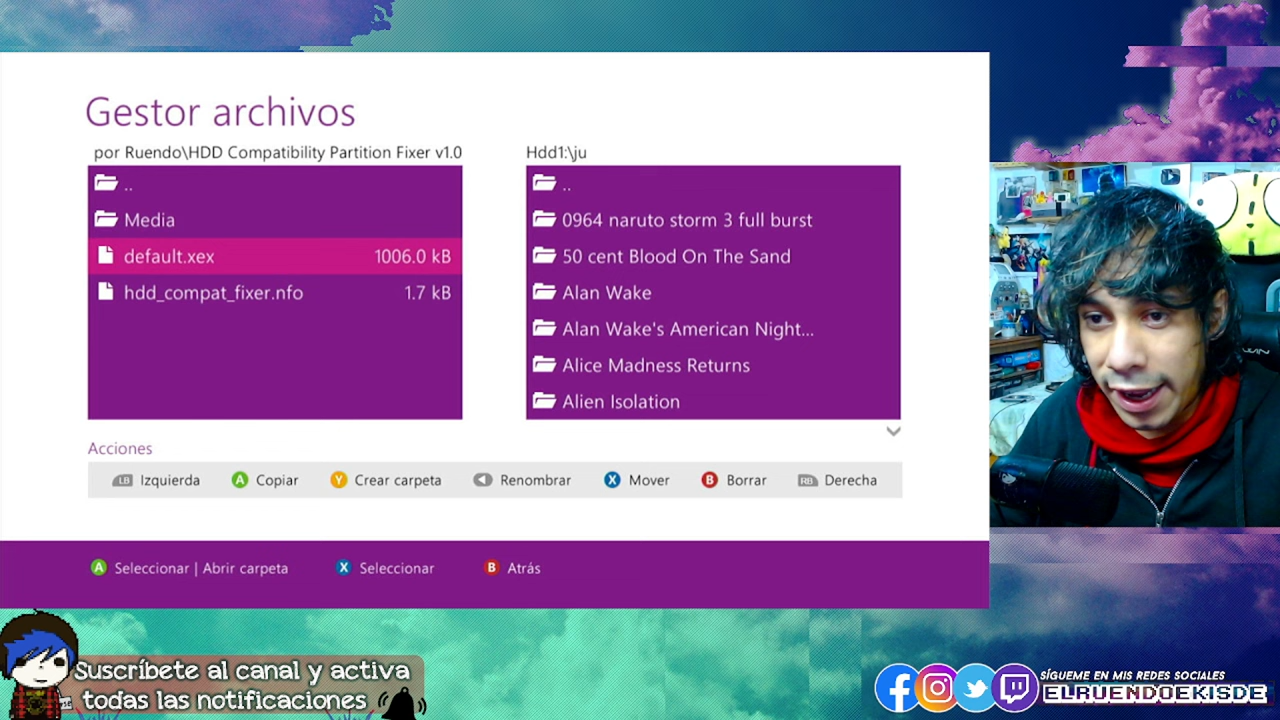 Gestor archivos
por Ruendo\HDD Compatibility Partition Fixer v1.0
..
Media
default.xex 1006.0 kB
hdd_compat_fixer.nfo 1.7 kB
Hdd1:\ju
..
0964 naruto storm 3 full burst
50 cent Blood On The Sand
Alan Wake
Alan Wake's American Night...
Alice Madness Returns
Alien Isolation
Acciones
LB Izquierda A Copiar Y Crear carpeta Renombrar X Mover B Borrar RB Derecha
A Seleccionar | Abrir carpeta X Seleccionar B Atrás
Suscríbete al canal y activa
todas las notificaciones
SÍGUEME EN MIS REDES SOCIALES
ELRUENDOEKISDE